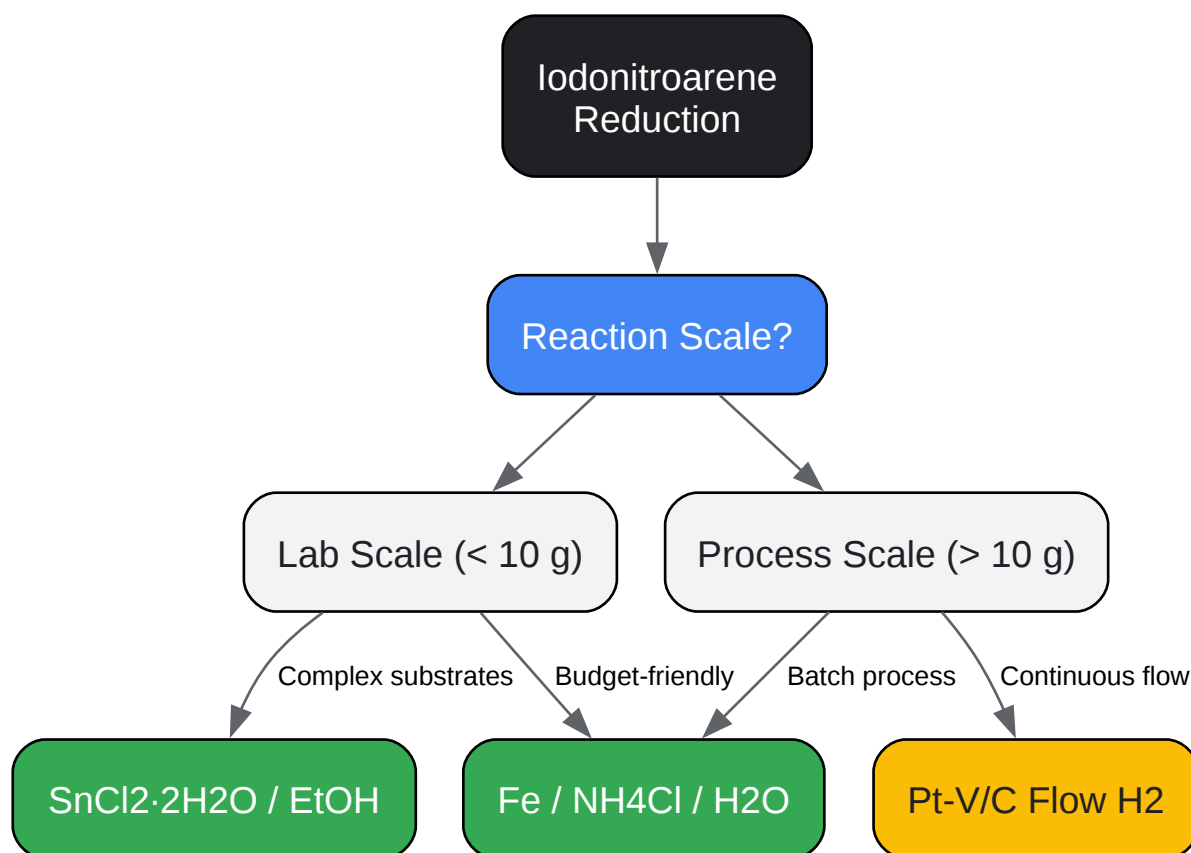 Iodonitroarene
Reduction
Reaction Scale?
Lab Scale (< 10 g)
Process Scale (> 10 g)
Complex substrates
Budget-friendly
Batch process
Continuous flow
SnCl2·2H2O / EtOH
Fe / NH4Cl / H2O
Pt-V/C Flow H2